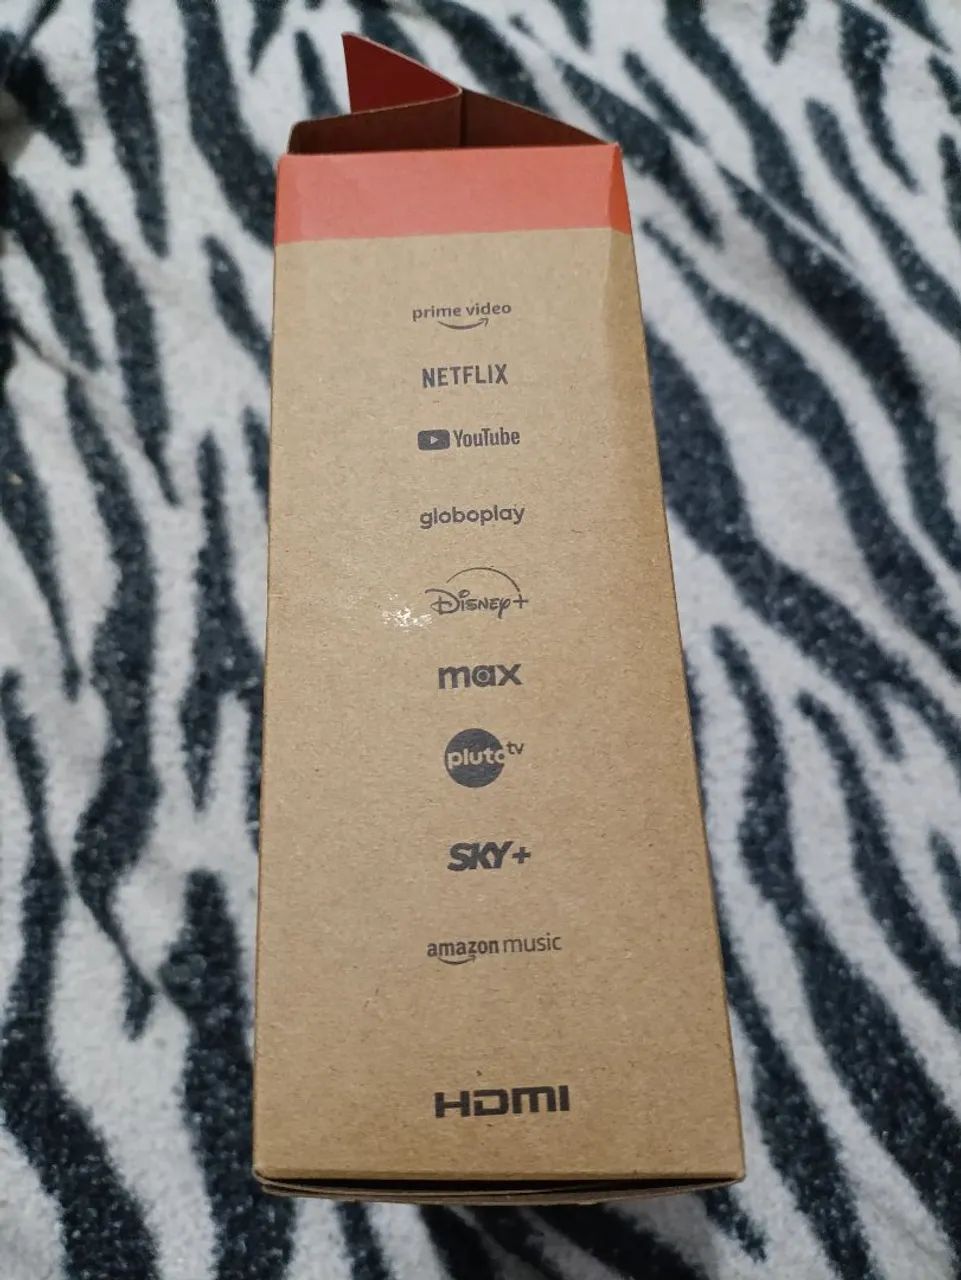 prime video
NETFLIX
YouTube
globoplay
Disney+
max
pluto tv
SKY+
amazon music
HDMI